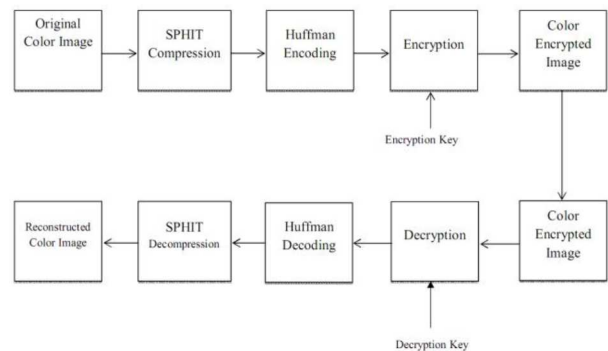 Original
Color Image
SPHIT
Compression
Huffman
Encoding
Encryption
Color
Encrypted
Image
Encryption Key
Reconstructed
Color Image
SPHIT
Decompression
Huffman
Decoding
Decryption
Color
Encrypted
Image
Decryption Key